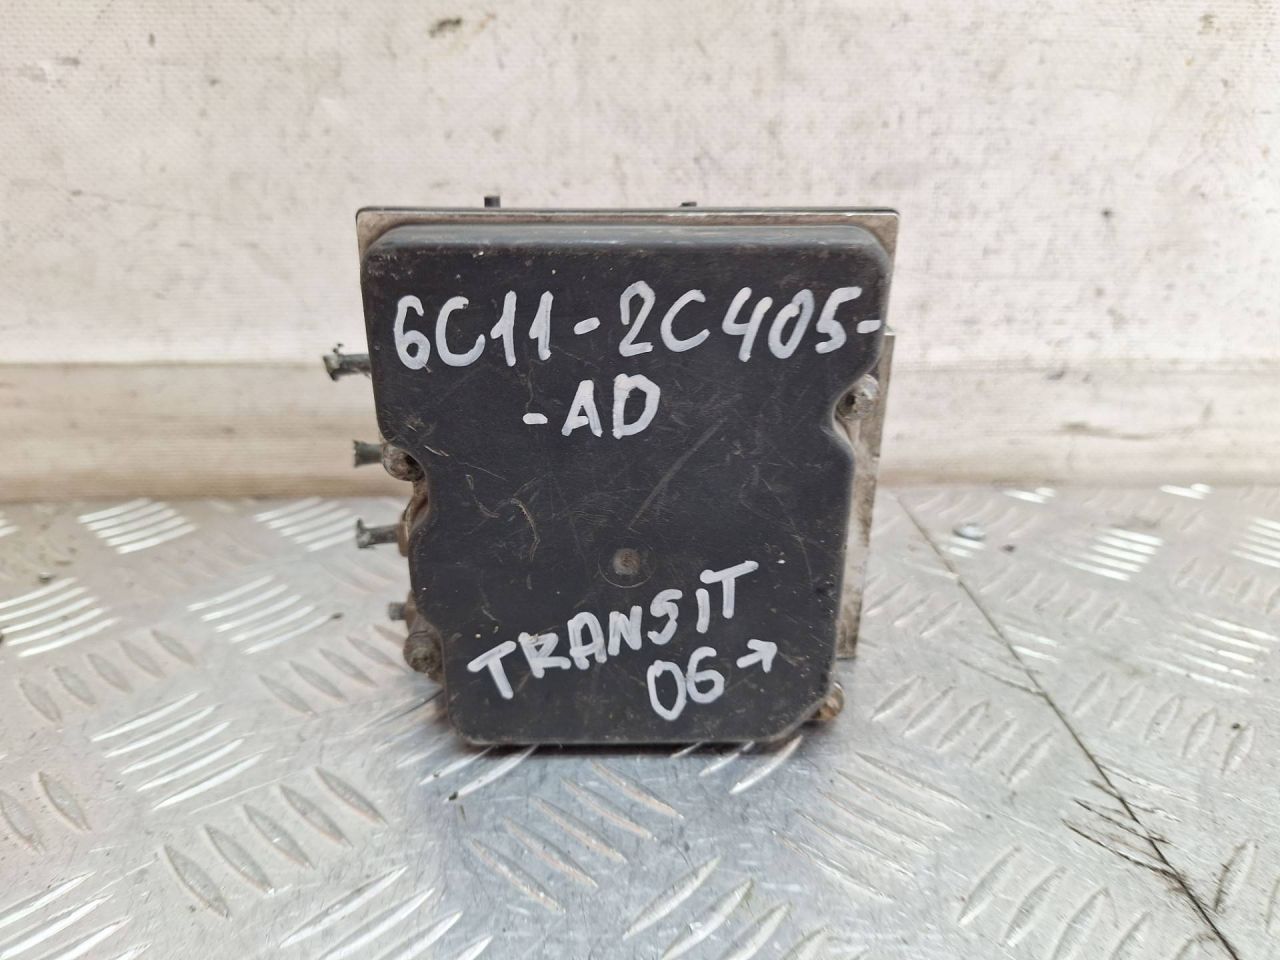 6C11-2C405-
-AD
TRANSIT
06→